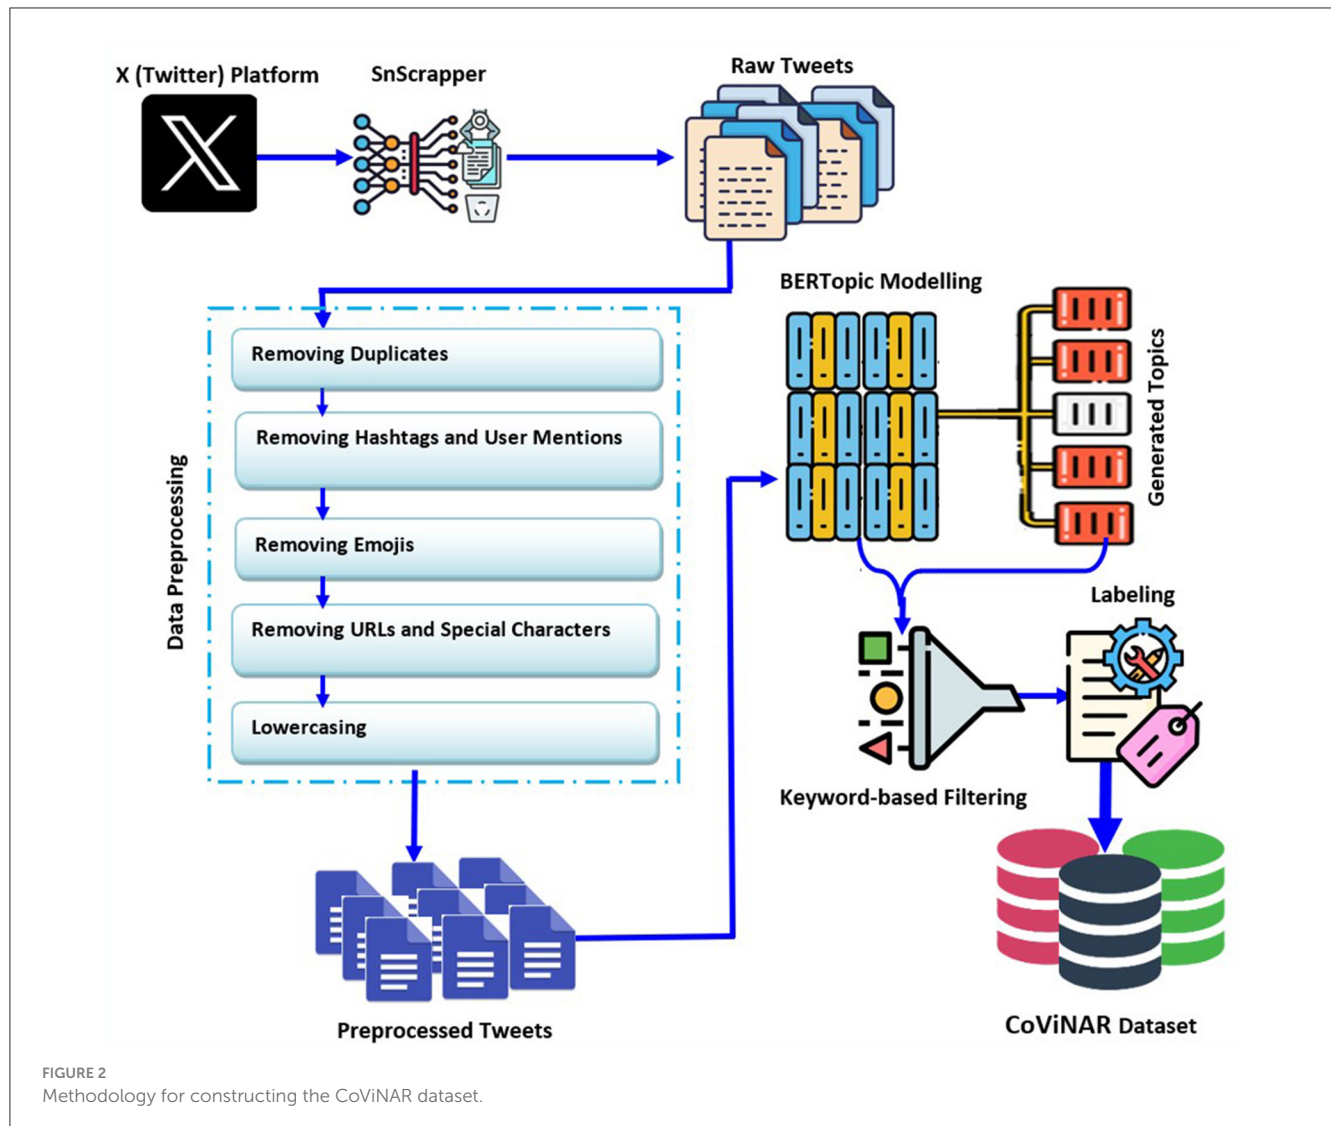 X (Twitter) Platform
SnScrapper
Raw Tweets
Data Preprocessing
Removing Duplicates
Removing Hashtags and User Mentions
Removing Emojis
Removing URLs and Special Characters
Lowercasing
Preprocessed Tweets
BERTopic Modelling
Generated Topics
Keyword-based Filtering
Labeling
CoViNAR Dataset
FIGURE 2
Methodology for constructing the CoViNAR dataset.